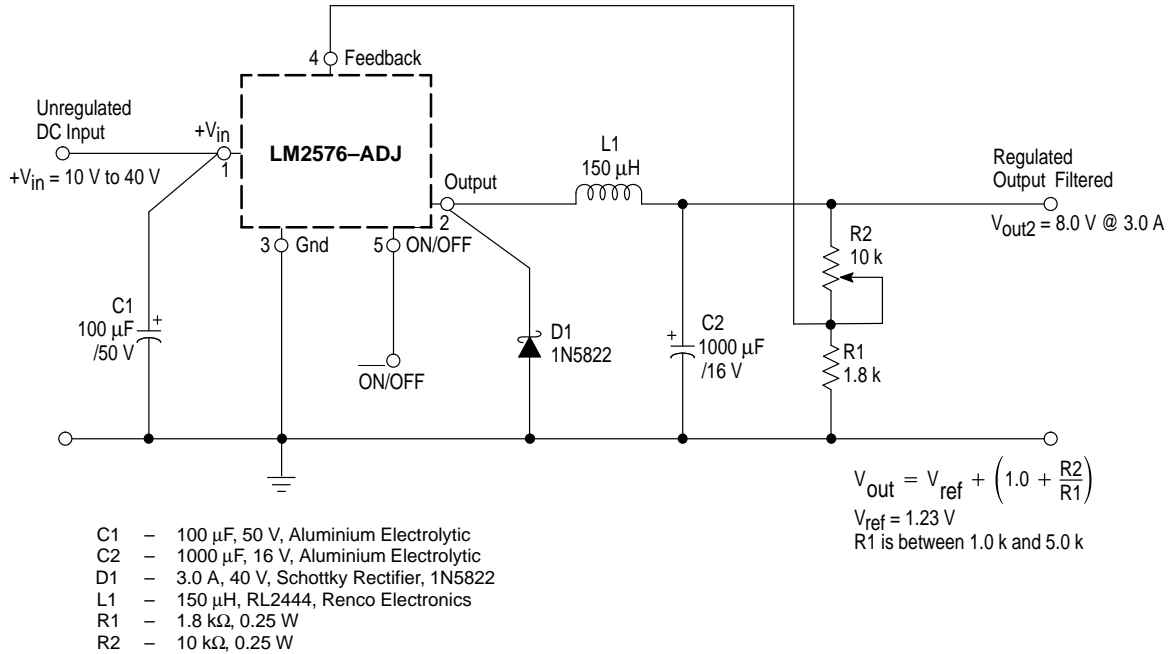 4 Feedback
Unregulated
DC Input
+Vin
1
+Vin = 10 V to 40 V
LM2576–ADJ
Output
2
3 Gnd
5 ON/OFF
L1
150 µH
Regulated
Output Filtered
Vout2 = 8.0 V @ 3.0 A
R2
10 k
C1
100 µF
/50 V
+
ON/OFF
D1
1N5822
+
C2
1000 µF
/16 V
R1
1.8 k
Vout = Vref + (1.0 + R2/R1)
Vref = 1.23 V
R1 is between 1.0 k and 5.0 k
C1 – 100 µF, 50 V, Aluminium Electrolytic
C2 – 1000 µF, 16 V, Aluminium Electrolytic
D1 – 3.0 A, 40 V, Schottky Rectifier, 1N5822
L1 – 150 µH, RL2444, Renco Electronics
R1 – 1.8 kΩ, 0.25 W
R2 – 10 kΩ, 0.25 W